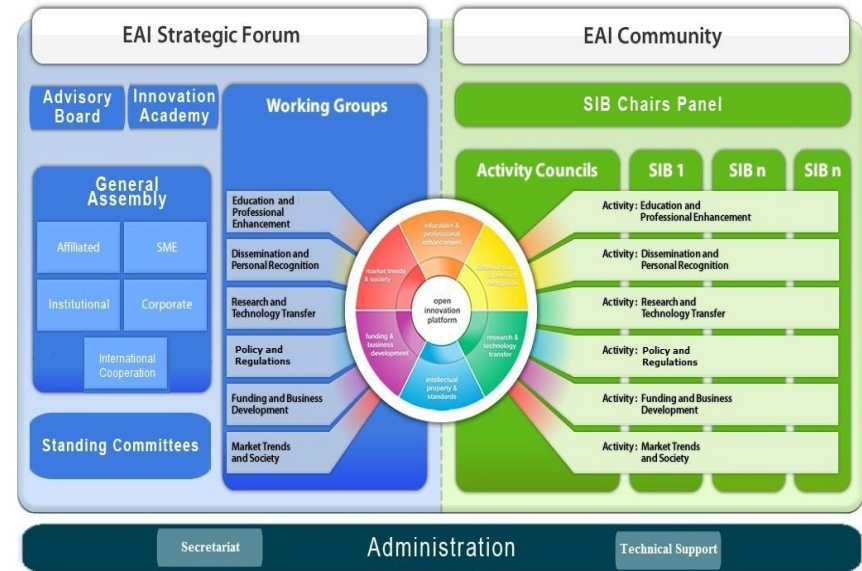 EAI Strategic Forum
EAI Community
Advisory
Board
Innovation
Academy
Working Groups
SIB Chairs Panel
General
Assembly
Affiliated
SME
Institutional
Corporate
International
Cooperation
Standing Committees
Education and
Professional
Enhancement
Dissemination and
Personal Recognition
Research and
Technology Transfer
Policy and
Regulations
Funding and Business
Development
Market Trends
and Society
education &
professional
enhancement
dissemination
& personal
recognition
research &
technology
transfer
intellectual
property &
standards
funding &
business
development
market trends
& society
open
innovation
platform
Activity Councils
SIB 1
SIB n
SIB n
Activity: Education and
Professional Enhancement
Activity: Dissemination and
Personal Recognition
Activity: Research and
Technology Transfer
Activity: Policy and
Regulations
Activity: Funding and Business
Development
Activity: Market Trends
and Society
Secretariat
Administration
Technical Support